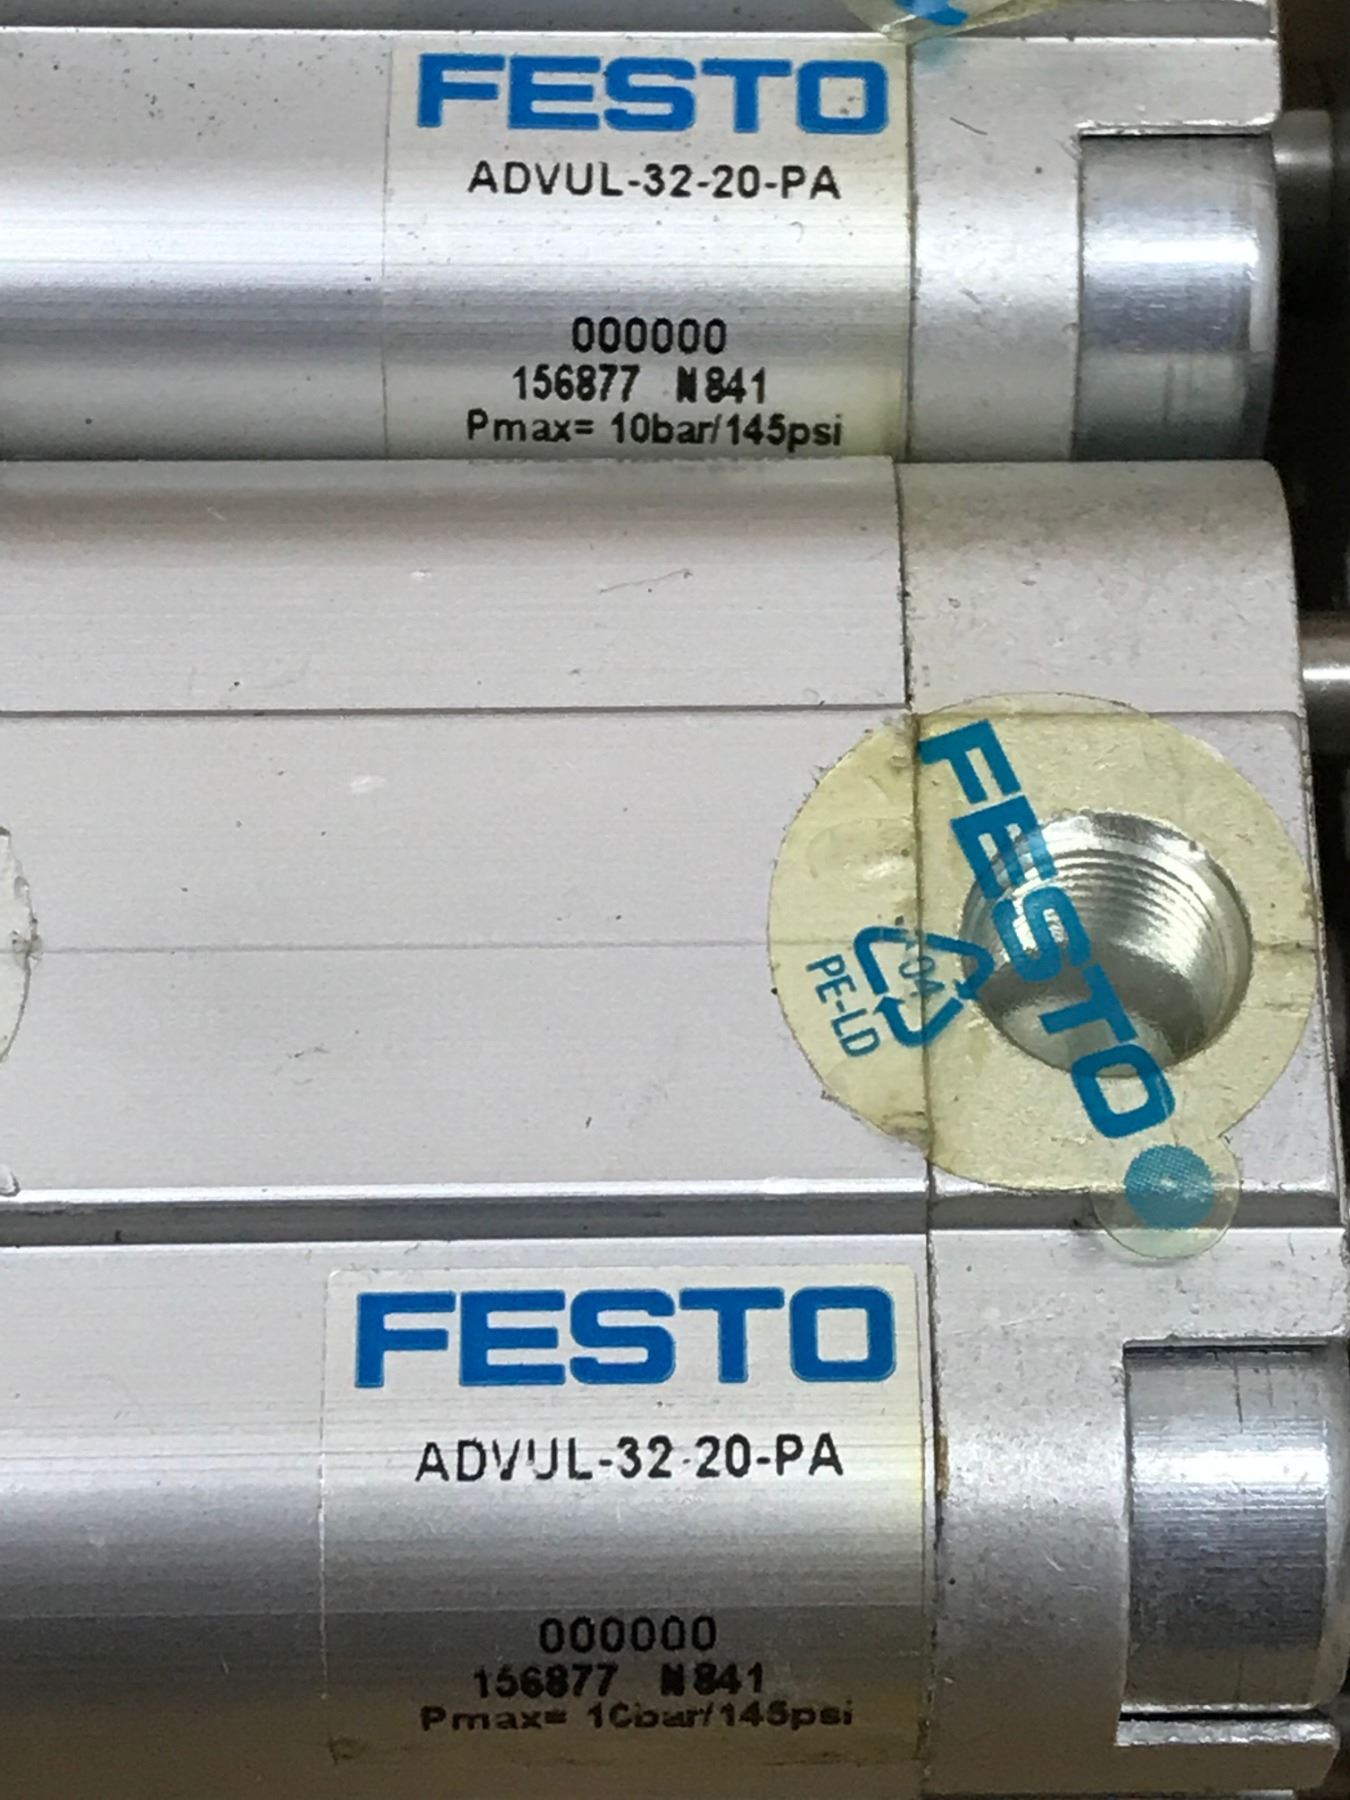 FESTO
ADVUL-32-20-PA
000000
156877 N841
Pmax= 10bar/145psi
FESTO
PE-LD
FESTO
ADVUL-32-20-PA
000000
156877 N841
Pmax= 10bar/145psi